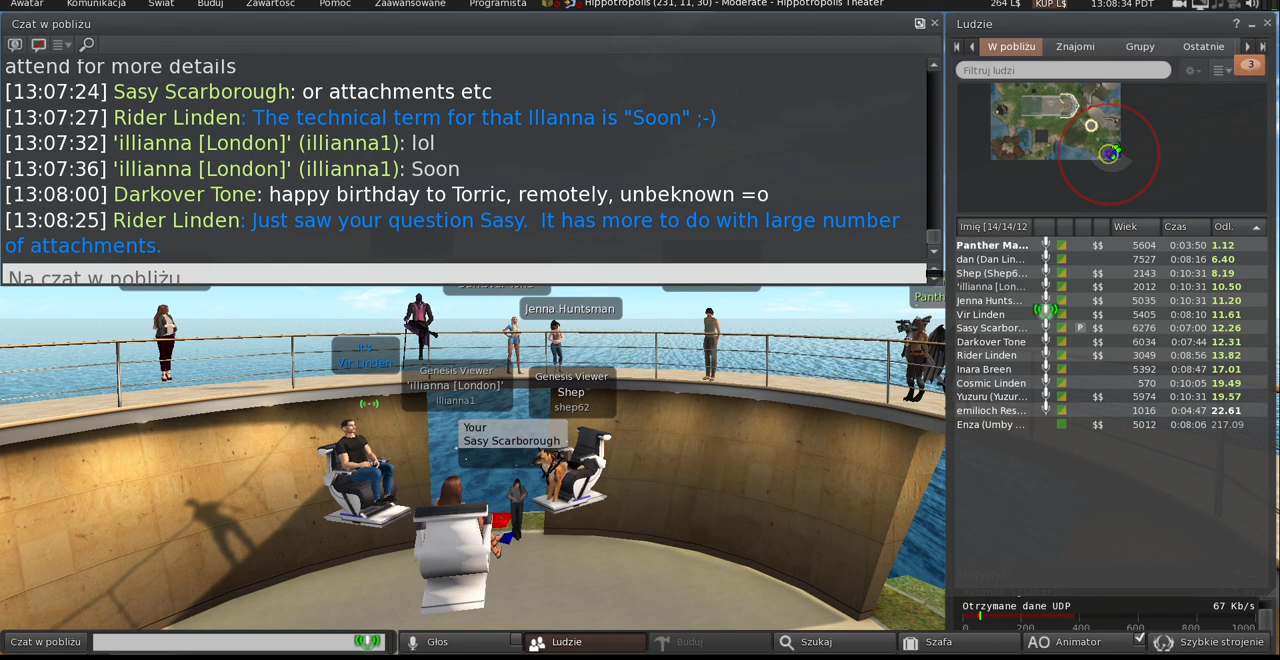 Awatar Komunikacja Świat Buduj Zawartość Pomoc Zaawansowane Programista Hippotropolis (231, 11, 30) - Moderate - Hippotropolis Theater 264 L$ KUP L$ 13:08:34 PDT
Czat w pobliżu
attend for more details
[13:07:24] Sasy Scarborough: or attachments etc
[13:07:27] Rider Linden: The technical term for that Illanna is "Soon" ;-)
[13:07:32] 'illianna [London]' (illianna1): lol
[13:07:36] 'illianna [London]' (illianna1): Soon
[13:08:00] Darkover Tone: happy birthday to Torric, remotely, unbeknown =o
[13:08:25] Rider Linden: Just saw your question Sasy. It has more to do with large number
of attachments.
Na czat w pobliżu
Jenna Huntsman
Panth
It's
Vir Linden
Genesis Viewer
'illianna [London]'
illianna1
Genesis Viewer
Shep
shep62
Your
Sasy Scarborough
Ludzie
W pobliżu Znajomi Grupy Ostatnie
3
Filtruj ludzi
Imię [14/14/12 Wiek Czas Odl.
Panther Ma... $$ 5604 0:03:50 1.12
dan (Dan Lin... 7527 0:08:16 6.40
Shep (Shep6... $$ 2143 0:10:31 8.19
'illianna [Lon... $$ 2012 0:10:31 10.50
Jenna Hunts... $$ 5035 0:10:31 11.20
Vir Linden $$ 5405 0:08:10 11.61
Sasy Scarbor... P $$ 6276 0:07:00 12.26
Darkover Tone $$ 6034 0:07:44 12.31
Rider Linden $$ 3049 0:08:56 13.82
Inara Breen 5392 0:08:47 17.01
Cosmic Linden 570 0:10:05 19.49
Yuzuru (Yuzur... $$ 5974 0:10:31 19.57
emilioch Res... 1016 0:04:47 22.61
Enza (Umby ... $$ 5012 0:08:06 217.09
Otrzymane dane UDP 67 Kb/s
0 200 400 600 800 1000
Czat w pobliżu Głos Ludzie Buduj Szukaj Szafa AO Animator Szybkie strojenie